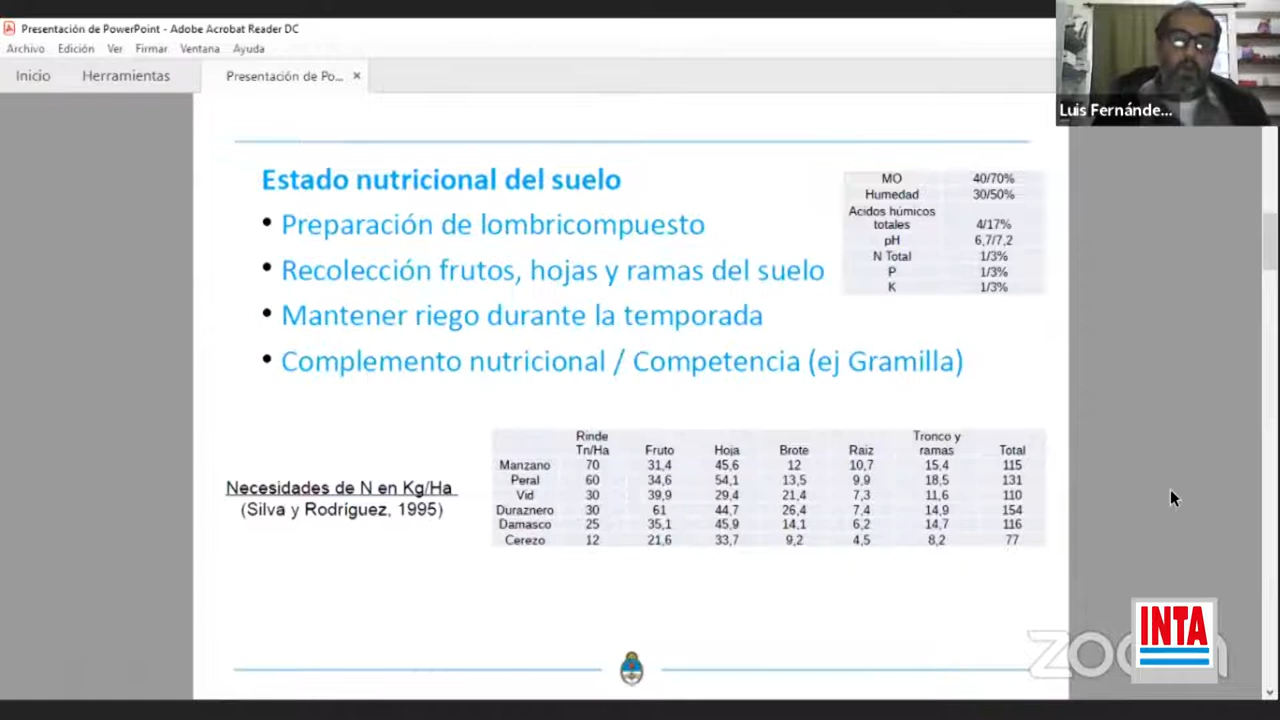 Presentación de PowerPoint - Adobe Acrobat Reader DC
Archivo Edición Ver Firmar Ventana Ayuda
Inicio Herramientas Presentación de Po... ×
Luis Fernánde...
Estado nutricional del suelo
• Preparación de lombricompuesto
• Recolección frutos, hojas y ramas del suelo
• Mantener riego durante la temporada
• Complemento nutricional / Competencia (ej Gramilla)
MO 40/70%
Humedad 30/50%
Acidos húmicos
totales 4/17%
pH 6,7/7,2
N Total 1/3%
P 1/3%
K 1/3%
Necesidades de N en Kg/Ha
(Silva y Rodríguez, 1995)
Rinde Tronco y
Tn/Ha Fruto Hoja Brote Raiz ramas Total
Manzano 70 31,4 45,6 12 10,7 15,4 115
Peral 60 34,6 54,1 13,5 9,9 18,5 131
Vid 30 39,9 29,4 21,4 7,3 11,6 110
Duraznero 30 61 44,7 26,4 7,4 14,9 154
Damasco 25 35,1 45,9 14,1 6,2 14,7 116
Cerezo 12 21,6 33,7 9,2 4,5 8,2 77
INTA